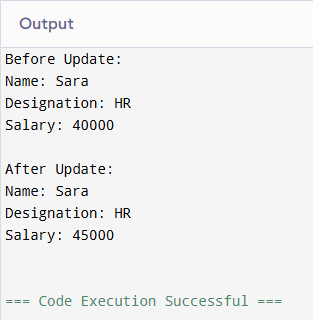 Output
Before Update:
Name: Sara
Designation: HR
Salary: 40000
After Update:
Name: Sara
Designation: HR
Salary: 45000
=== Code Execution Successful ===